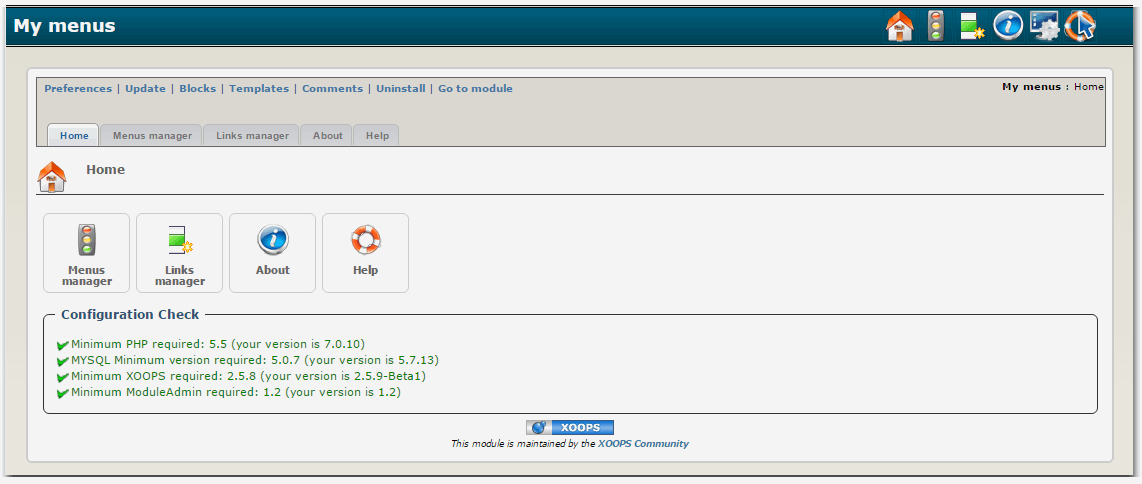 My menus
Preferences | Update | Blocks | Templates | Comments | Uninstall | Go to module
My menus : Home
Home Menus manager Links manager About Help
Home
Menus manager
Links manager
About
Help
Configuration Check
Minimum PHP required: 5.5 (your version is 7.0.10)
MYSQL Minimum version required: 5.0.7 (your version is 5.7.13)
Minimum XOOPS required: 2.5.8 (your version is 2.5.9-Beta1)
Minimum ModuleAdmin required: 1.2 (your version is 1.2)
XOOPS
This module is maintained by the XOOPS Community